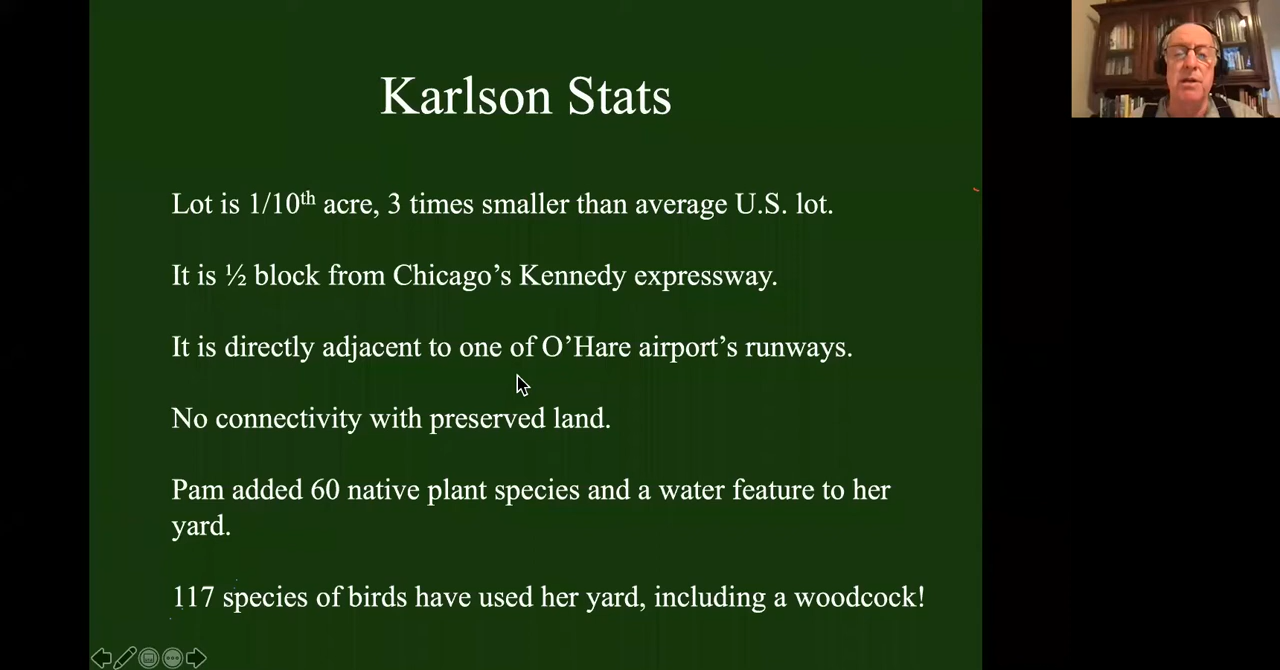 Karlson Stats
Lot is 1/10th acre, 3 times smaller than average U.S. lot.
It is ½ block from Chicago’s Kennedy expressway.
It is directly adjacent to one of O’Hare airport’s runways.
No connectivity with preserved land.
Pam added 60 native plant species and a water feature to her
yard.
117 species of birds have used her yard, including a woodcock!